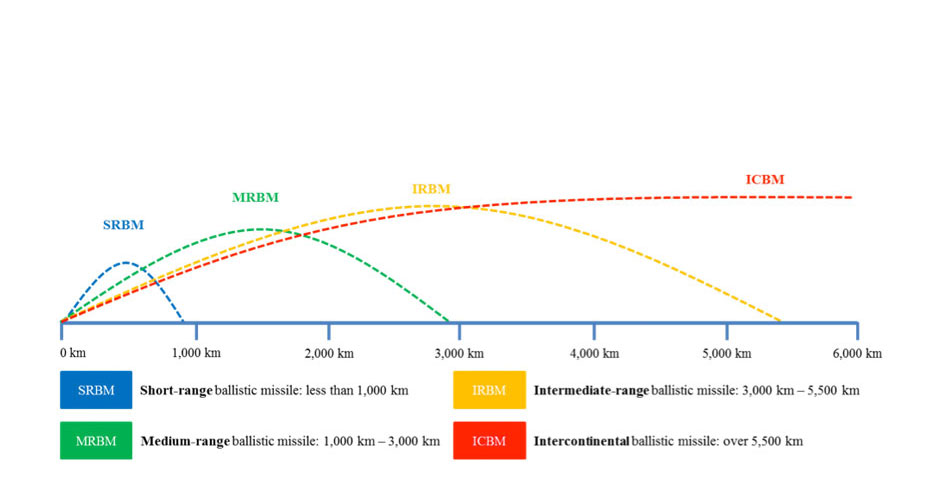 ICBM
IRBM
MRBM
SRBM
0 km 1,000 km 2,000 km 3,000 km 4,000 km 5,000 km 6,000 km
SRBM Short-range ballistic missile: less than 1,000 km
IRBM Intermediate-range ballistic missile: 3,000 km – 5,500 km
MRBM Medium-range ballistic missile: 1,000 km – 3,000 km
ICBM Intercontinental ballistic missile: over 5,500 km